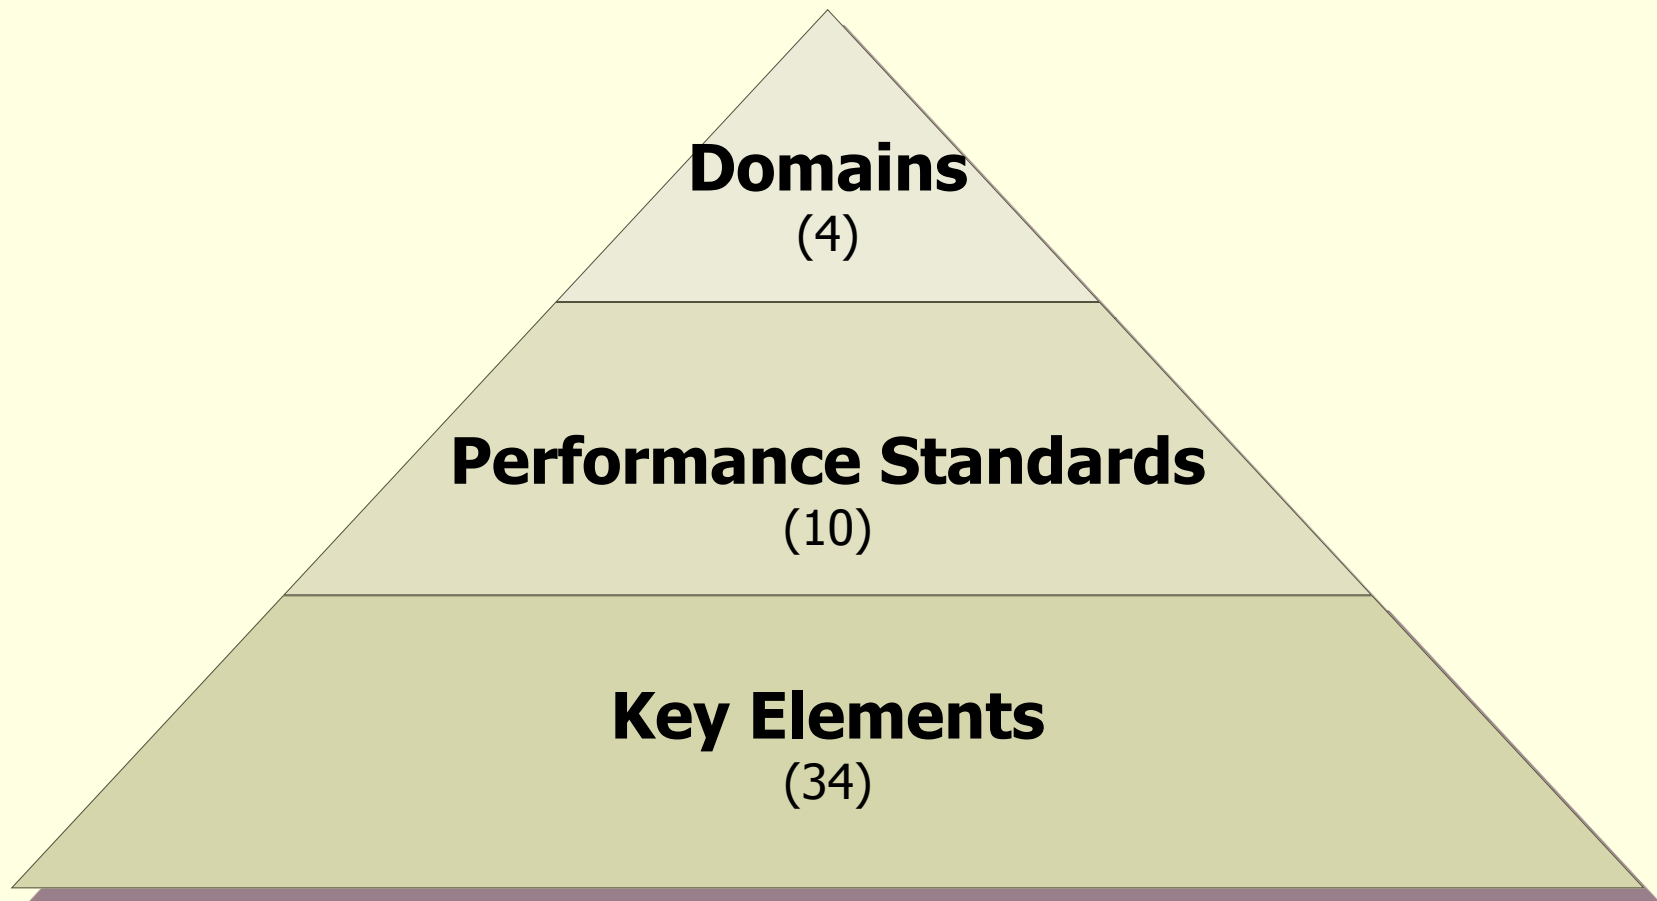 Domains
(4)
Performance Standards
(10)
Key Elements
(34)